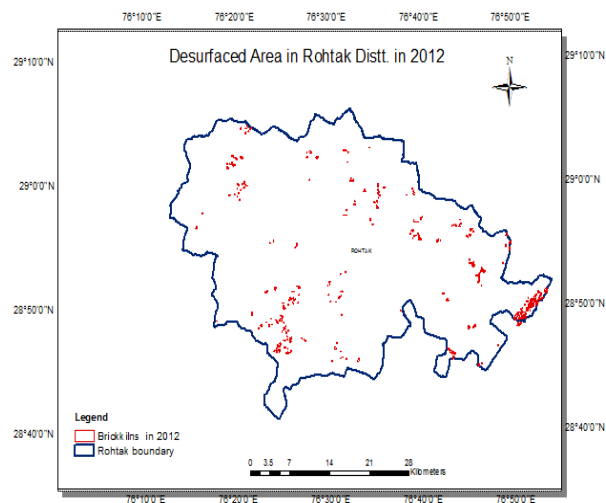 76°10'0"E 76°20'0"E 76°30'0"E 76°40'0"E 76°50'0"E
Desurfaced Area in Rohtak Distt. in 2012
29°10'0"N 29°10'0"N
N
29°0'0"N 29°0'0"N
ROHTAK
28°50'0"N 28°50'0"N
Legend
Brickkilns in 2012
Rohtak boundary
28°40'0"N 28°40'0"N
0 3.5 7 14 21 28
Kilometers
76°10'0"E 76°20'0"E 76°30'0"E 76°40'0"E 76°50'0"E